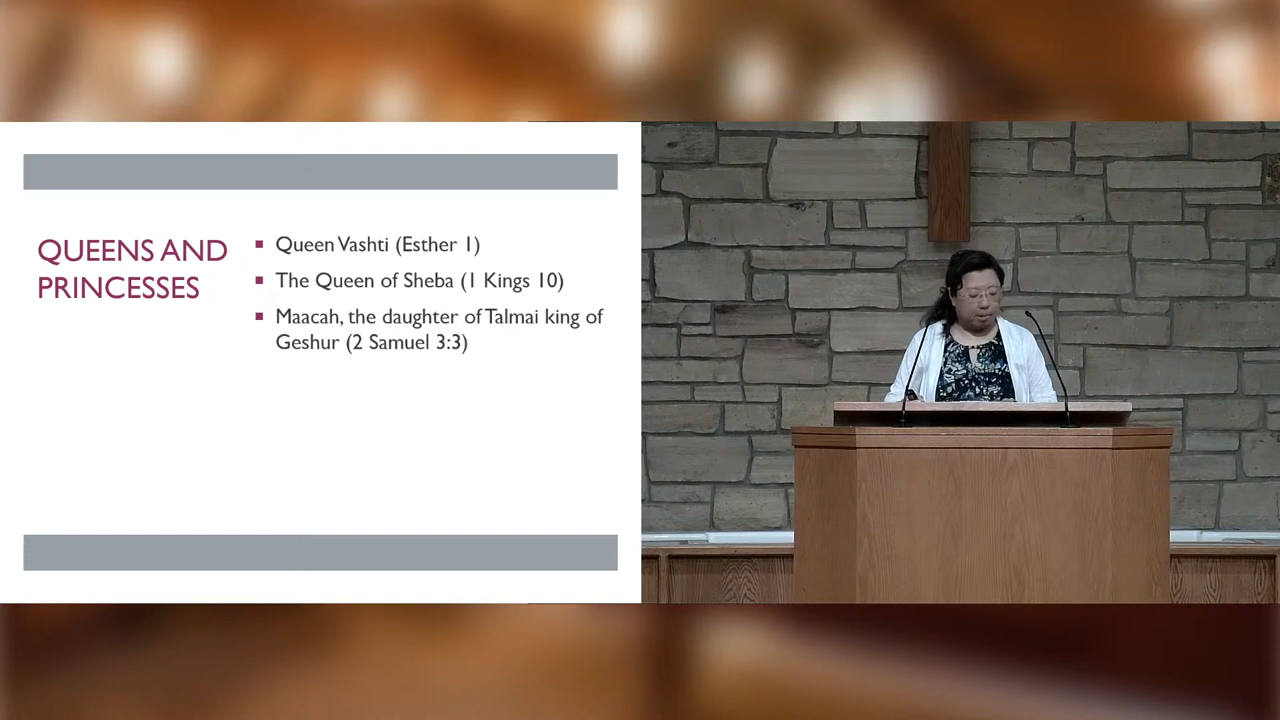 QUEENS AND
PRINCESSES
▪ Queen Vashti (Esther 1)
▪ The Queen of Sheba (1 Kings 10)
▪ Maacah, the daughter of Talmai king of
Geshur (2 Samuel 3:3)